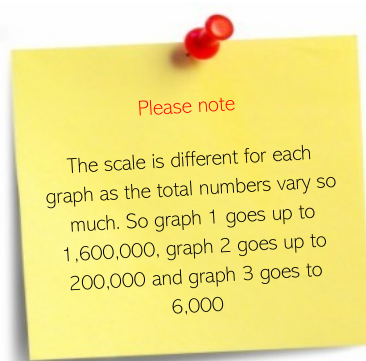 Please note
The scale is different for each
graph as the total numbers vary so
much. So graph 1 goes up to
1,600,000, graph 2 goes up to
200,000 and graph 3 goes to
6,000